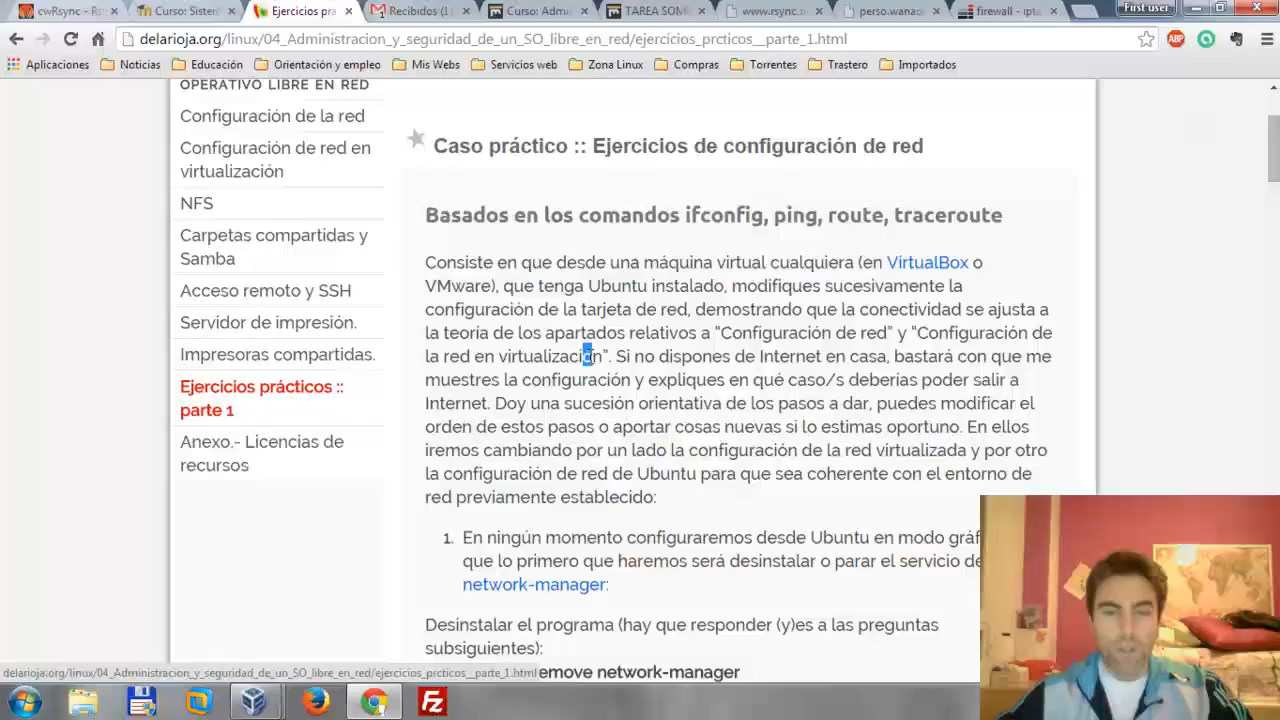 cwRsync - Rs
Curso: Sistem
Ejercicios pra
Recibidos (1
Curso: Admi
TAREA SOMR
www.rsync.
perso.wanad
firewall - ipta
First user
delarioja.org/linux/04_Administracion_y_seguridad_de_un_SO_libre_en_red/ejercicios_prcticos__parte_1.html
ABP
Aplicaciones
Noticias
Educación
Orientación y empleo
Mis Webs
Servicios web
Zona Linux
Compras
Torrentes
Trastero
Importados
OPERATIVO LIBRE EN RED
Configuración de la red
Configuración de red en
virtualización
NFS
Carpetas compartidas y
Samba
Acceso remoto y SSH
Servidor de impresión.
Impresoras compartidas.
Ejercicios prácticos ::
parte 1
Anexo.- Licencias de
recursos
Caso práctico :: Ejercicios de configuración de red
Basados en los comandos ifconfig, ping, route, traceroute
Consiste en que desde una máquina virtual cualquiera (en VirtualBox o
VMware), que tenga Ubuntu instalado, modifiques sucesivamente la
configuración de la tarjeta de red, demostrando que la conectividad se ajusta a
la teoría de los apartados relativos a “Configuración de red” y “Configuración de
la red en virtualización”. Si no dispones de Internet en casa, bastará con que me
muestres la configuración y expliques en qué caso/s deberías poder salir a
Internet. Doy una sucesión orientativa de los pasos a dar, puedes modificar el
orden de estos pasos o aportar cosas nuevas si lo estimas oportuno. En ellos
iremos cambiando por un lado la configuración de la red virtualizada y por otro
la configuración de red de Ubuntu para que sea coherente con el entorno de
red previamente establecido:
1. En ningún momento configuraremos desde Ubuntu en modo gráf
que lo primero que haremos será desinstalar o parar el servicio de
network-manager:
Desinstalar el programa (hay que responder (y)es a las preguntas
subsiguientes):
emove network-manager
delarioja.org/linux/04_Administracion_y_seguridad_de_un_SO_libre_en_red/ejercicios_prcticos__parte_1.html